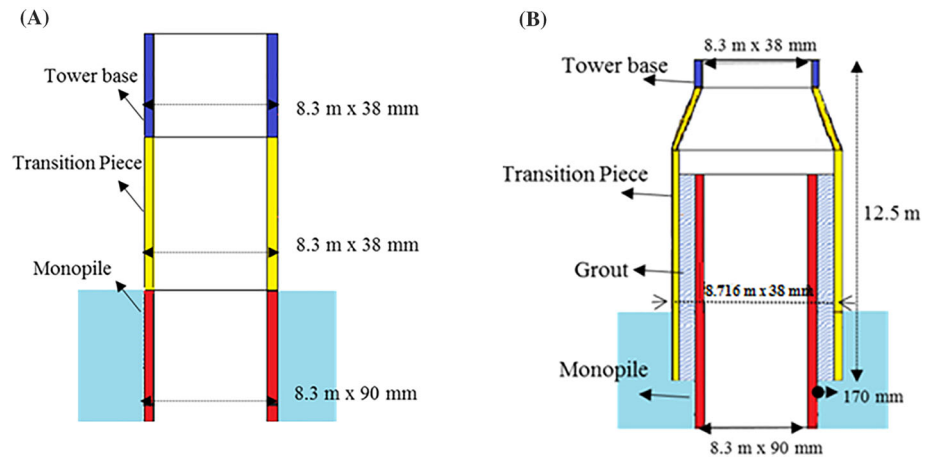 (A)
Tower base
8.3 m x 38 mm
Transition Piece
8.3 m x 38 mm
Monopile
8.3 m x 90 mm
(B)
8.3 m x 38 mm
Tower base
Transition Piece
12.5 m
Grout
8.716 m x 38 mm
Monopile
170 mm
8.3 m x 90 mm